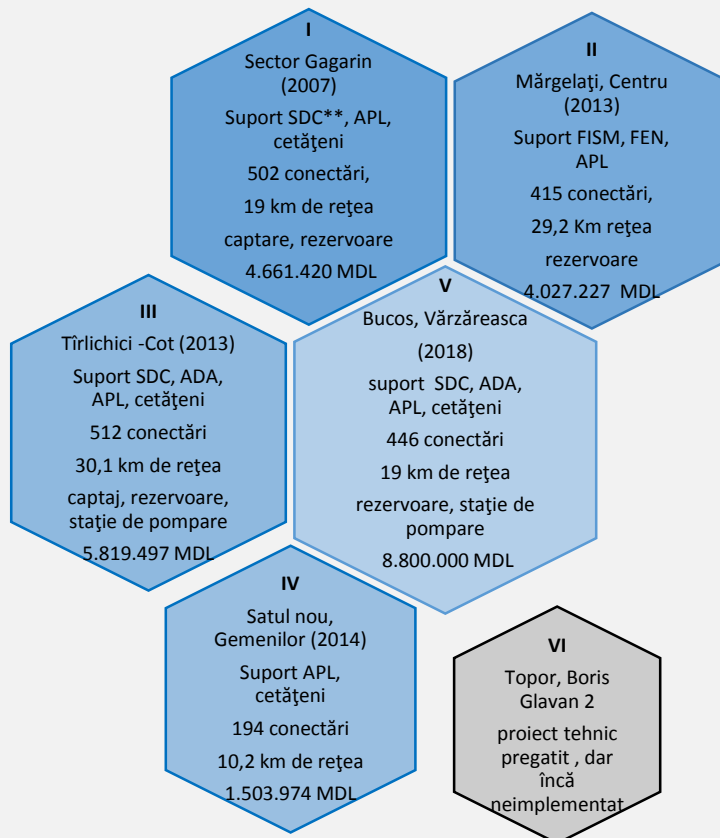 I
Sector Gagarin
(2007)
Suport SDC**, APL,
cetăţeni
502 conectări,
19 km de reţea
captare, rezervoare
4.661.420 MDL
II
Mărgelaţi, Centru
(2013)
Suport FISM, FEN,
APL
415 conectări,
29,2 Km reţea
rezervoare
4.027.227 MDL
III
Tîrlichici -Cot (2013)
Suport SDC, ADA,
APL, cetăţeni
512 conectări
30,1 km de reţea
captaj, rezervoare,
staţie de pompare
5.819.497 MDL
V
Bucos, Vărzăreasca
(2018)
suport SDC, ADA,
APL, cetăţeni
446 conectări
19 km de reţea
rezervoare, staţie de
pompare
8.800.000 MDL
IV
Satul nou,
Gemenilor (2014)
Suport APL,
cetăţeni
194 conectări
10,2 km de reţea
1.503.974 MDL
VI
Topor, Boris
Glavan 2
proiect tehnic
pregatit , dar
încă
neimplementat